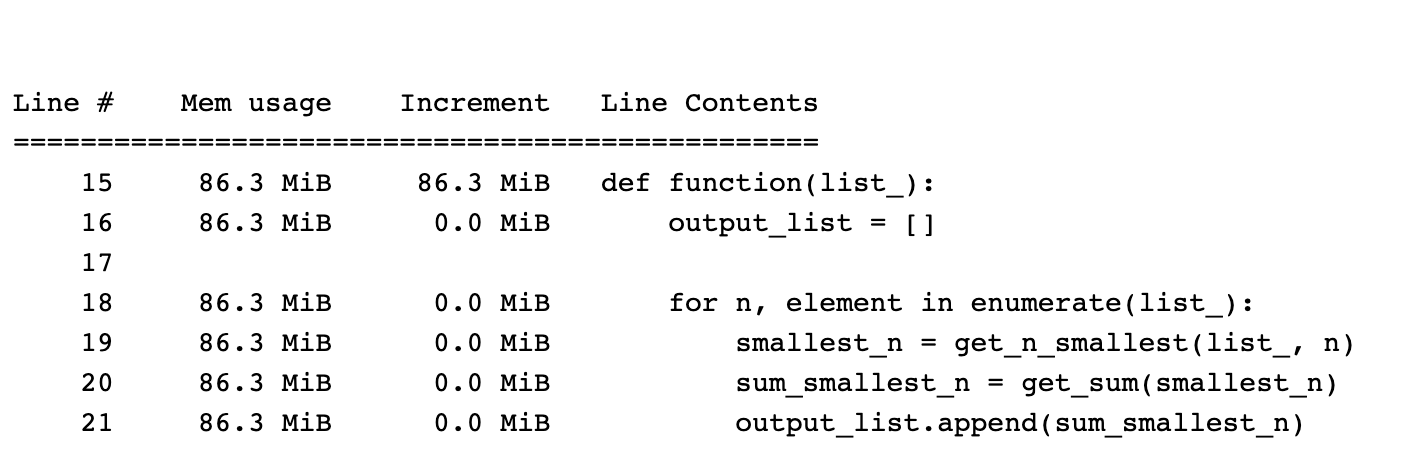 Line #    Mem usage    Increment   Line Contents
================================================
    15     86.3 MiB     86.3 MiB   def function(list_):
    16     86.3 MiB      0.0 MiB       output_list = []
    17
    18     86.3 MiB      0.0 MiB       for n, element in enumerate(list_):
    19     86.3 MiB      0.0 MiB           smallest_n = get_n_smallest(list_, n)
    20     86.3 MiB      0.0 MiB           sum_smallest_n = get_sum(smallest_n)
    21     86.3 MiB      0.0 MiB           output_list.append(sum_smallest_n)